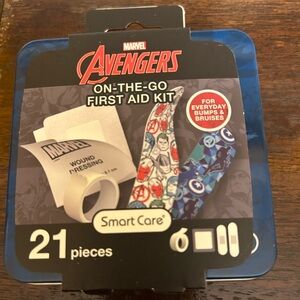 MARVEL
AVENGERS
ON-THE-GO
FIRST AID KIT
FOR
EVERYDAY
BUMPS &
BRUISES
MARVEL
WOUND
DRESSING
Smart Care®
21 pieces